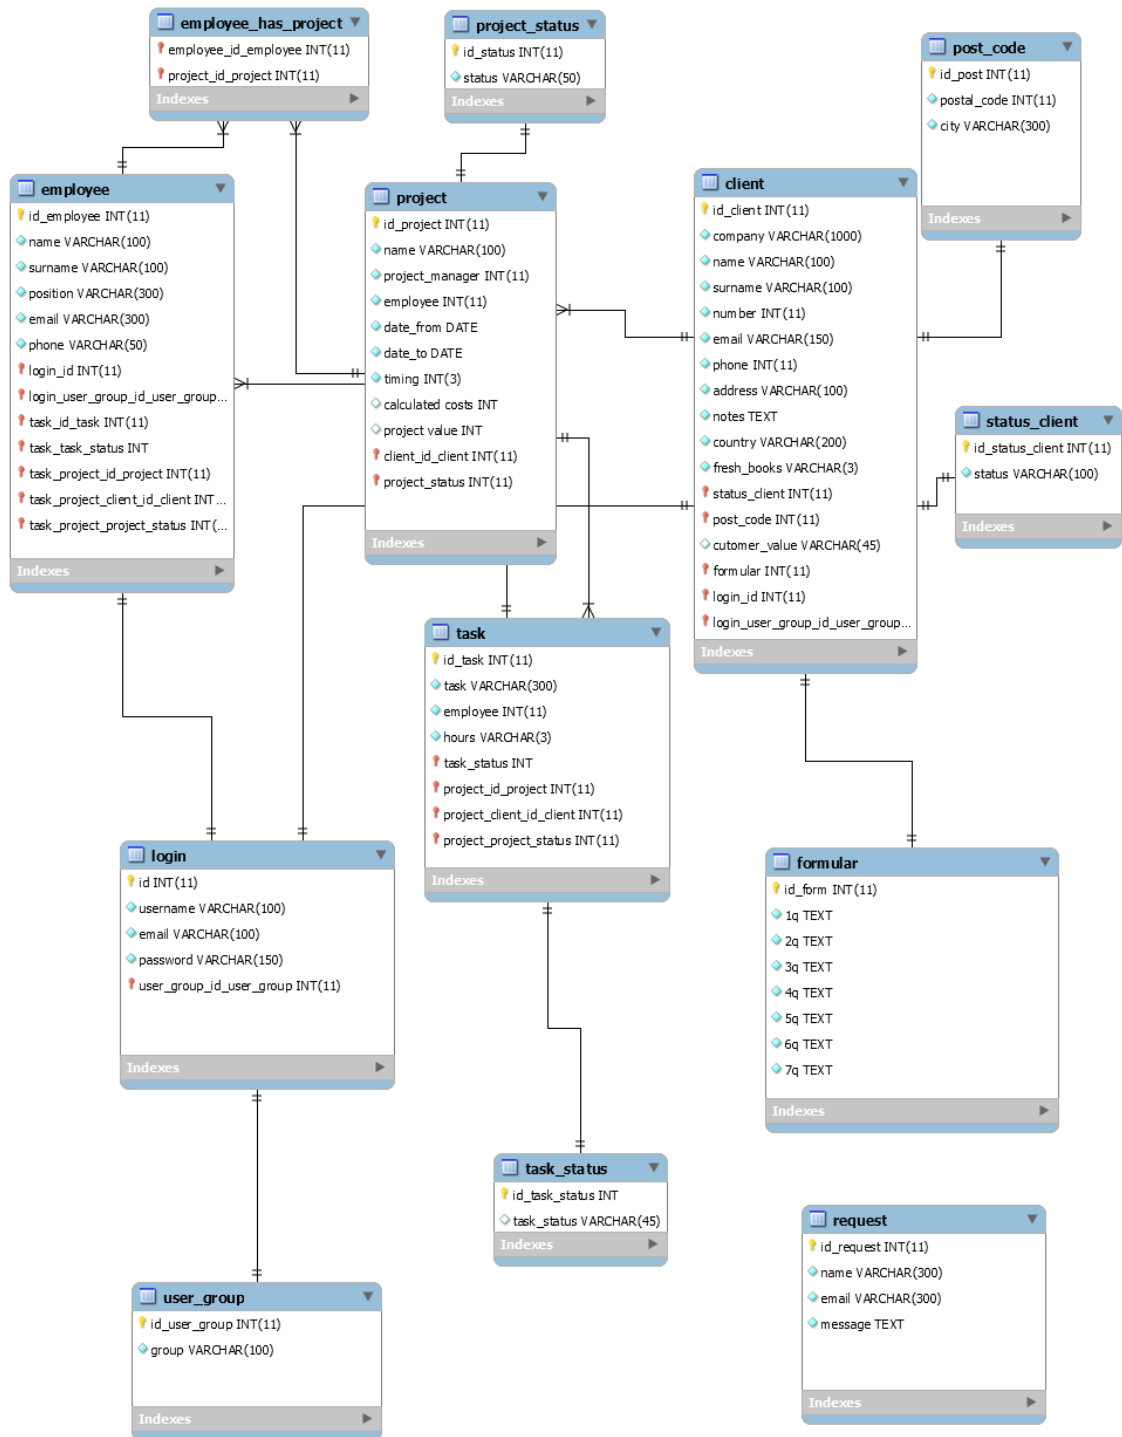 employee_has_project
employee_id_employee INT(11)
project_id_project INT(11)
Indexes
project_status
id_status INT(11)
status VARCHAR(50)
Indexes
post_code
id_post INT(11)
postal_code INT(11)
city VARCHAR(300)
Indexes
employee
id_employee INT(11)
name VARCHAR(100)
surname VARCHAR(100)
position VARCHAR(300)
email VARCHAR(300)
phone VARCHAR(50)
login_id INT(11)
login_user_group_id_user_group...
task_id_task INT(11)
task_task_status INT
task_project_id_project INT(11)
task_project_client_id_client INT...
task_project_project_status INT(...
Indexes
project
id_project INT(11)
name VARCHAR(100)
project_manager INT(11)
employee INT(11)
date_from DATE
date_to DATE
timing INT(3)
calculated costs INT
project value INT
client_id_client INT(11)
project_status INT(11)
Indexes
client
id_client INT(11)
company VARCHAR(1000)
name VARCHAR(100)
surname VARCHAR(100)
number INT(11)
email VARCHAR(150)
phone INT(11)
address VARCHAR(100)
notes TEXT
country VARCHAR(200)
fresh_books VARCHAR(3)
status_client INT(11)
post_code INT(11)
cutomer_value VARCHAR(45)
formular INT(11)
login_id INT(11)
login_user_group_id_user_group...
Indexes
status_client
id_status_client INT(11)
status VARCHAR(100)
Indexes
task
id_task INT(11)
task VARCHAR(300)
employee INT(11)
hours VARCHAR(3)
task_status INT
project_id_project INT(11)
project_client_id_client INT(11)
project_project_status INT(11)
Indexes
login
id INT(11)
username VARCHAR(100)
email VARCHAR(100)
password VARCHAR(150)
user_group_id_user_group INT(11)
Indexes
formular
id_form INT(11)
1q TEXT
2q TEXT
3q TEXT
4q TEXT
5q TEXT
6q TEXT
7q TEXT
Indexes
task_status
id_task_status INT
task_status VARCHAR(45)
Indexes
request
id_request INT(11)
name VARCHAR(300)
email VARCHAR(300)
message TEXT
Indexes
user_group
id_user_group INT(11)
group VARCHAR(100)
Indexes